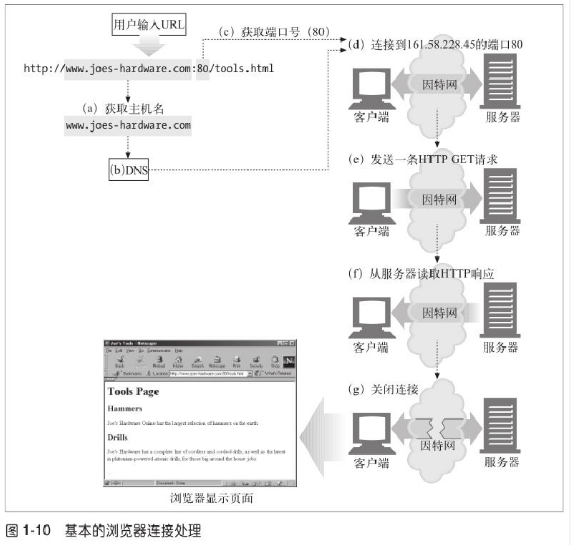 用户输入URL
(c) 获取端口号（80）
http://www.joes-hardware.com:80/tools.html
(a) 获取主机名
www.joes-hardware.com
(b)DNS
(d) 连接到161.58.228.45的端口80
因特网
客户端
服务器
(e) 发送一条HTTP GET请求
因特网
客户端
服务器
(f) 从服务器读取HTTP响应
因特网
客户端
服务器
(g) 关闭连接
因特网
客户端
服务器
Tools Page
Hammers
Joe's Hardware Online has the largest selection of hammers on the earth.
Drills
Joe's Hardware has a complete line of cordless and corded drills, as well as the latest
in plutonium-powered atomic drills, for those big around the house jobs.
浏览器显示页面
图 1-10 基本的浏览器连接处理